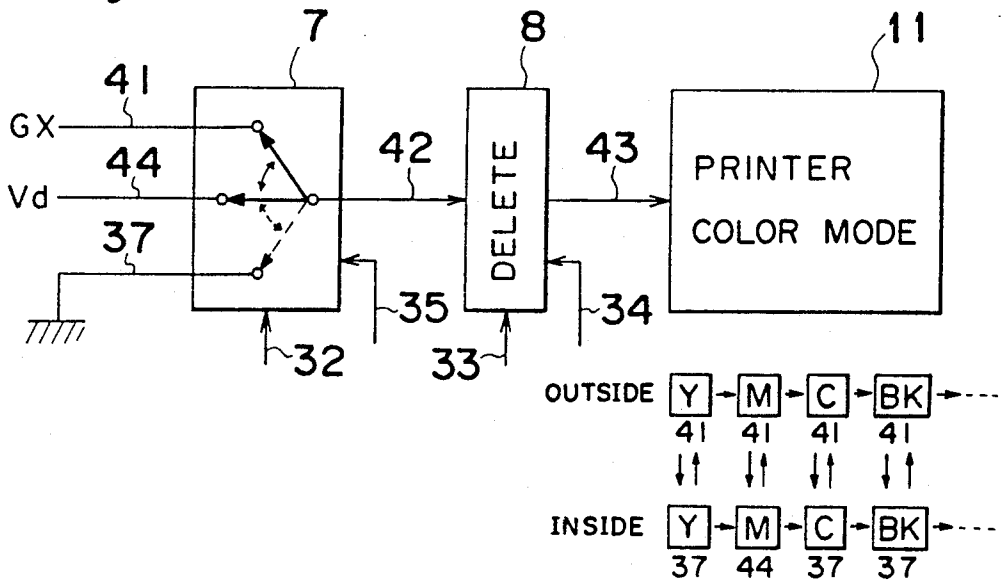 7
8
11
41
GX
44
42
43
Vd
DELETE
PRINTER
COLOR MODE
37
35
34
32
33
OUTSIDE Y M C BK
41 41 41 41
INSIDE Y M C BK
37 44 37 37